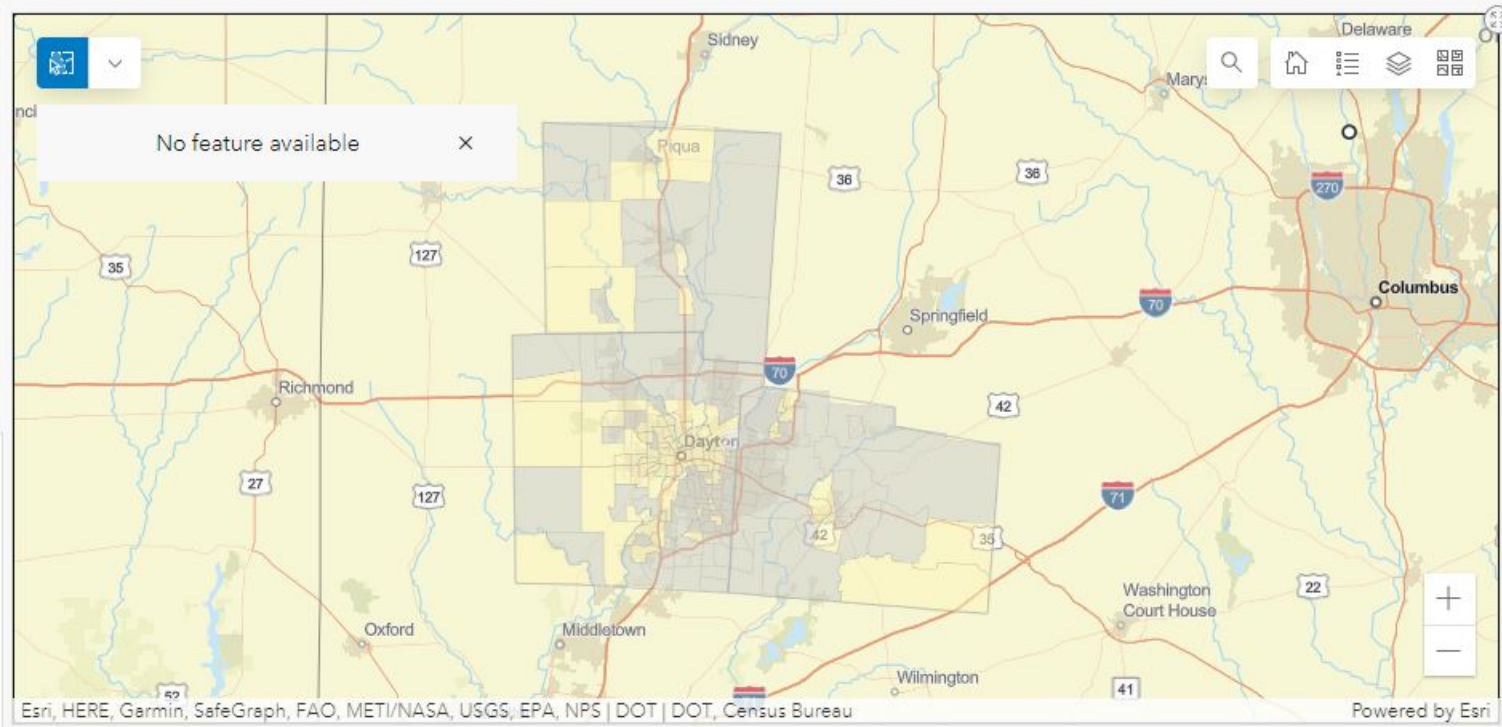 Sidney
Delaware
Marys
ncl
No feature available
Piqua
36
36
270
127
35
Columbus
70
Springfield
70
Richmond
42
Dayton
27
127
71
42
35
Washington
Court House
22
Oxford
Middletown
Wilmington
52
41
Esri, HERE, Garmin, SafeGraph, FAO, METI/NASA, USGS, EPA, NPS | DOT | DOT, Census Bureau
Powered by Esri